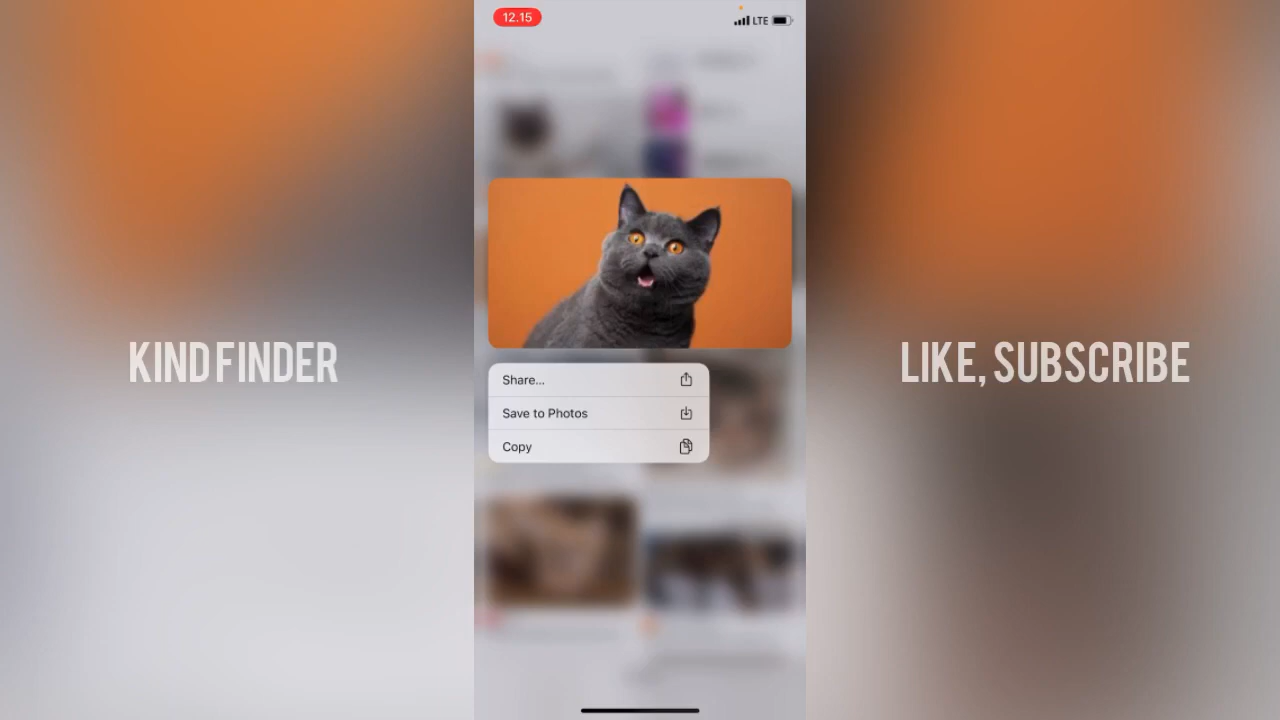 12.15
LTE
KIND FINDER
LIKE, SUBSCRIBE
Share...
Save to Photos
Copy